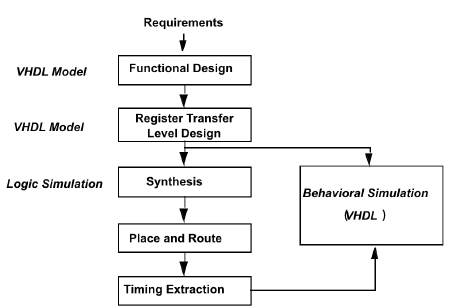 Requirements
VHDL Model
Functional Design
VHDL Model
Register Transfer
Level Design
Logic Simulation
Synthesis
Behavioral Simulation
(VHDL )
Place and Route
Timing Extraction